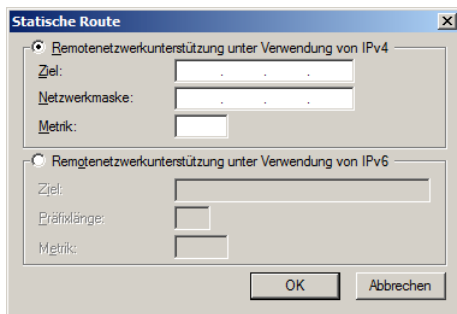 Statische Route
Remotenetzwerkunterstützung unter Verwendung von IPv4
Ziel:
Netzwerkmaske:
Metrik:
Remotenetzwerkunterstützung unter Verwendung von IPv6
Ziel:
Präfixlänge:
Metrik:
OK Abbrechen